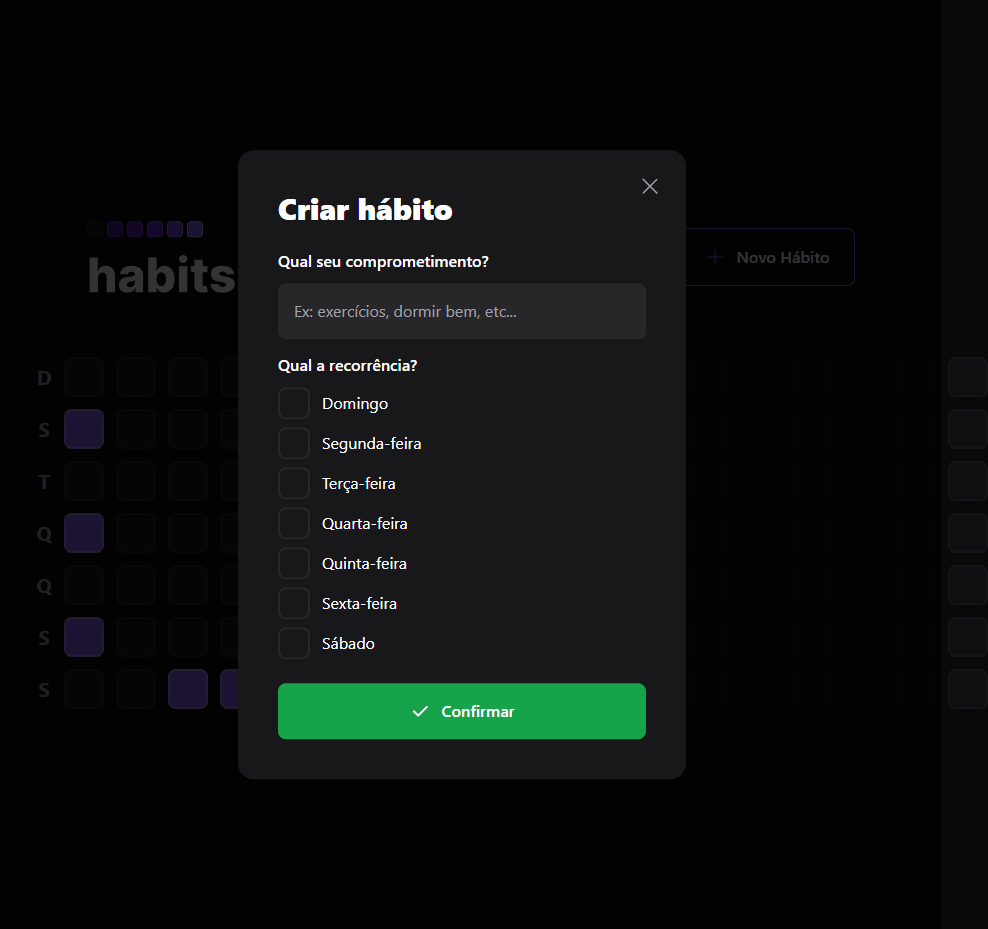 Criar hábito
Qual seu comprometimento?
Ex: exercícios, dormir bem, etc...
Qual a recorrência?
Domingo
Segunda-feira
Terça-feira
Quarta-feira
Quinta-feira
Sexta-feira
Sábado
Confirmar
habits
Novo Hábito
D
S
T
Q
Q
S
S